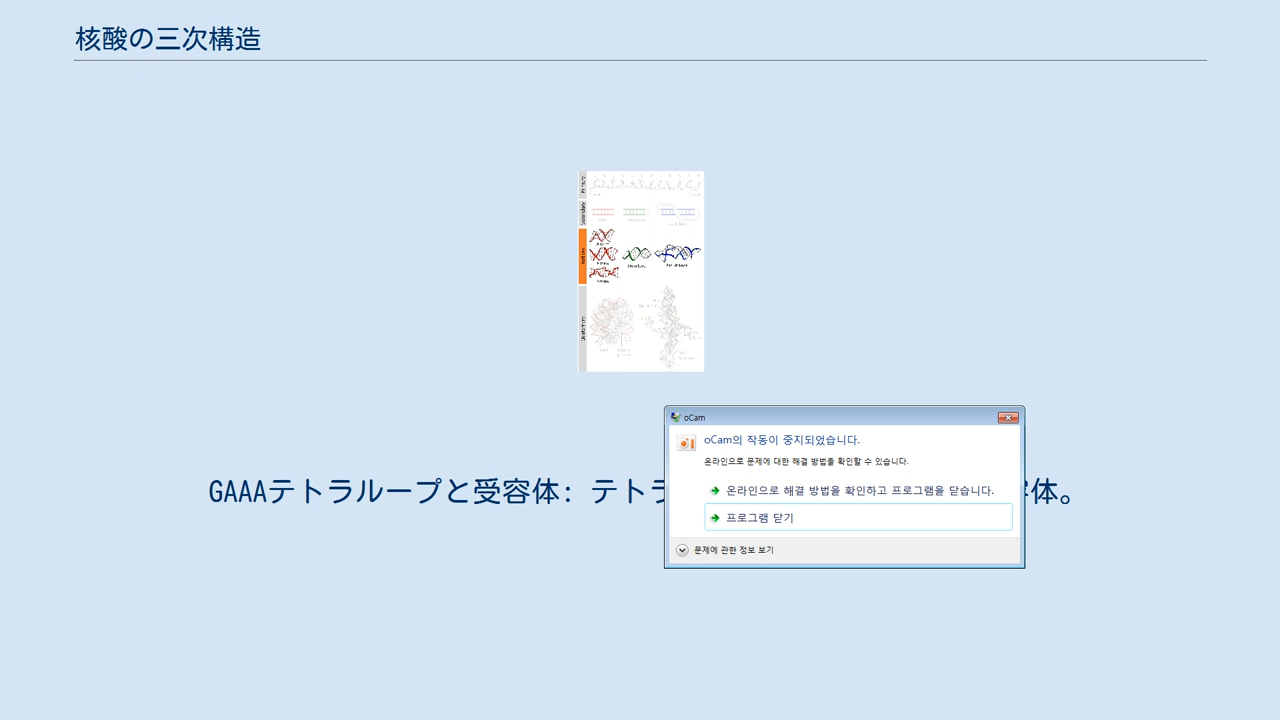 核酸の三次構造
Primary
Secondary
Tertiary
Quaternary
oCam
oCam의 작동이 중지되었습니다.
온라인으로 문제에 대한 해결 방법을 확인할 수 있습니다.
온라인으로 해결 방법을 확인하고 프로그램을 닫습니다.
GAAAテトラループと受容体: テトラ
体。
프로그램 닫기
문제에 관한 정보 보기